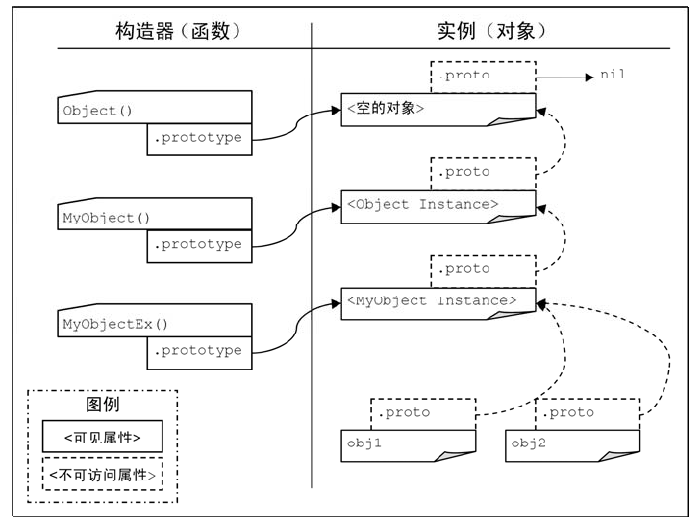 构造器（函数）
实例（对象）
.proto
nil
Object()
<空的对象>
.prototype
.proto
MyObject()
<Object Instance>
.prototype
.proto
MyObjectEx()
<MyObject Instance>
.prototype
图例
.proto
.proto
<可见属性>
obj1
obj2
<不可访问属性>